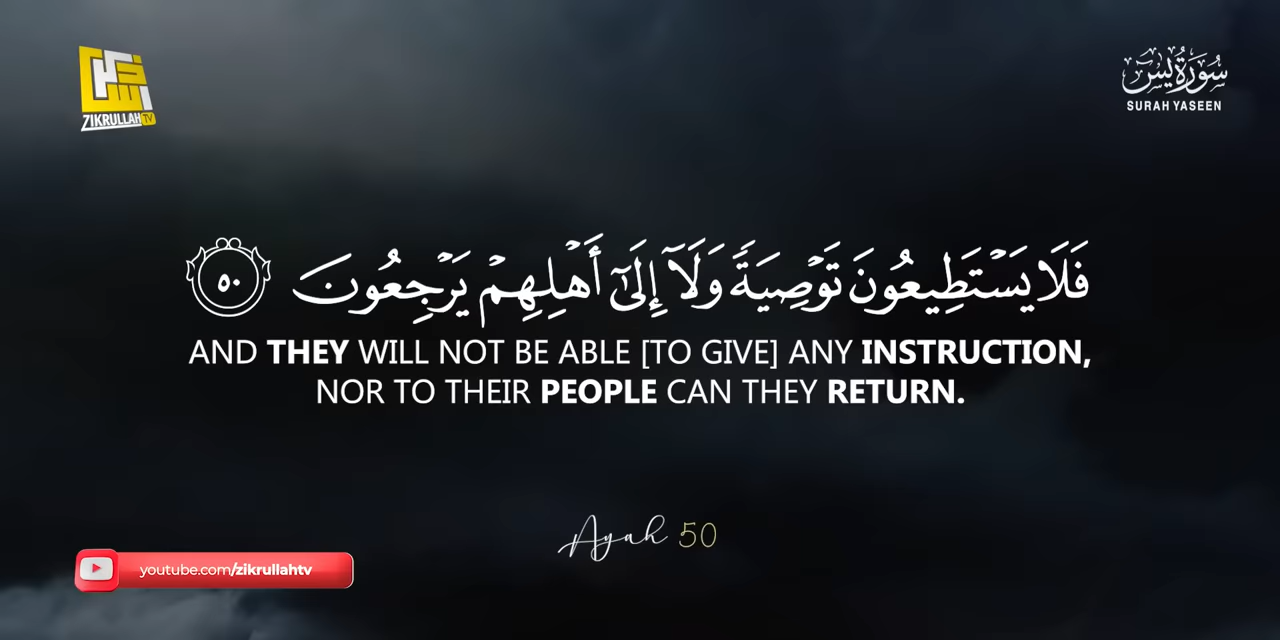 ZIKRULLAH TV
سُورَةُ يس
SURAH YASEEN
فَلَا يَسْتَطِيعُونَ تَوْصِيَةً وَلَآ إِلَىٰٓ أَهْلِهِمْ يَرْجِعُونَ ٥٠
AND THEY WILL NOT BE ABLE [TO GIVE] ANY INSTRUCTION,
NOR TO THEIR PEOPLE CAN THEY RETURN.
Ayah 50
youtube.com/zikrullahtv